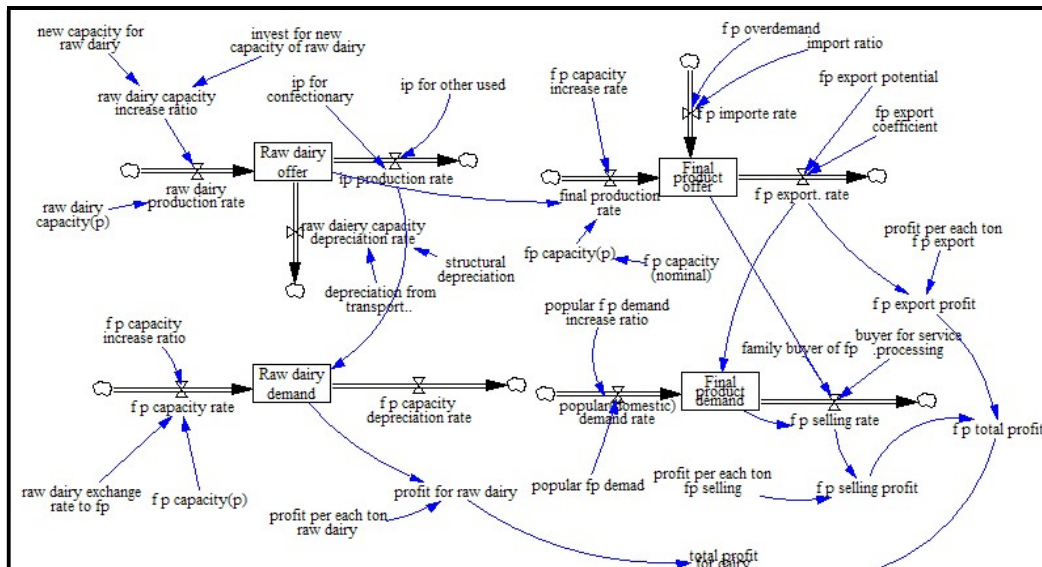 new capacity for
raw dairy
invest for new
capacity of raw dairy
raw dairy capacity
increase ratio
ip for
confectionary
ip for other used
f p capacity
increase rate
f p overdemand
import ratio
fp export potential
fp export
coefficient
f p importe rate
Raw dairy
offer
ip production rate
raw dairy
production rate
raw dairy
capacity(p)
Final
product
offer
final production
rate
f p export. rate
raw daiery capacity
depreciation rate
structural
depreciation
depreciation from
transport..
fp capacity(p)
f p capacity
(nominal)
profit per each ton
f p export
f p export profit
f p capacity
increase ratio
popular f p demand
increase ratio
family buyer of fp
buyer for service
.processing
Raw dairy
demand
f p capacity rate
f p capacity
depreciation rate
Final
product
demand
popular(domestic)
demand rate
f p selling rate
f p total profit
raw dairy exchange
rate to fp
f p capacity(p)
profit for raw dairy
profit per each ton
raw dairy
popular fp demad
profit per each ton
fp selling
f p selling profit
total profit
for dairy